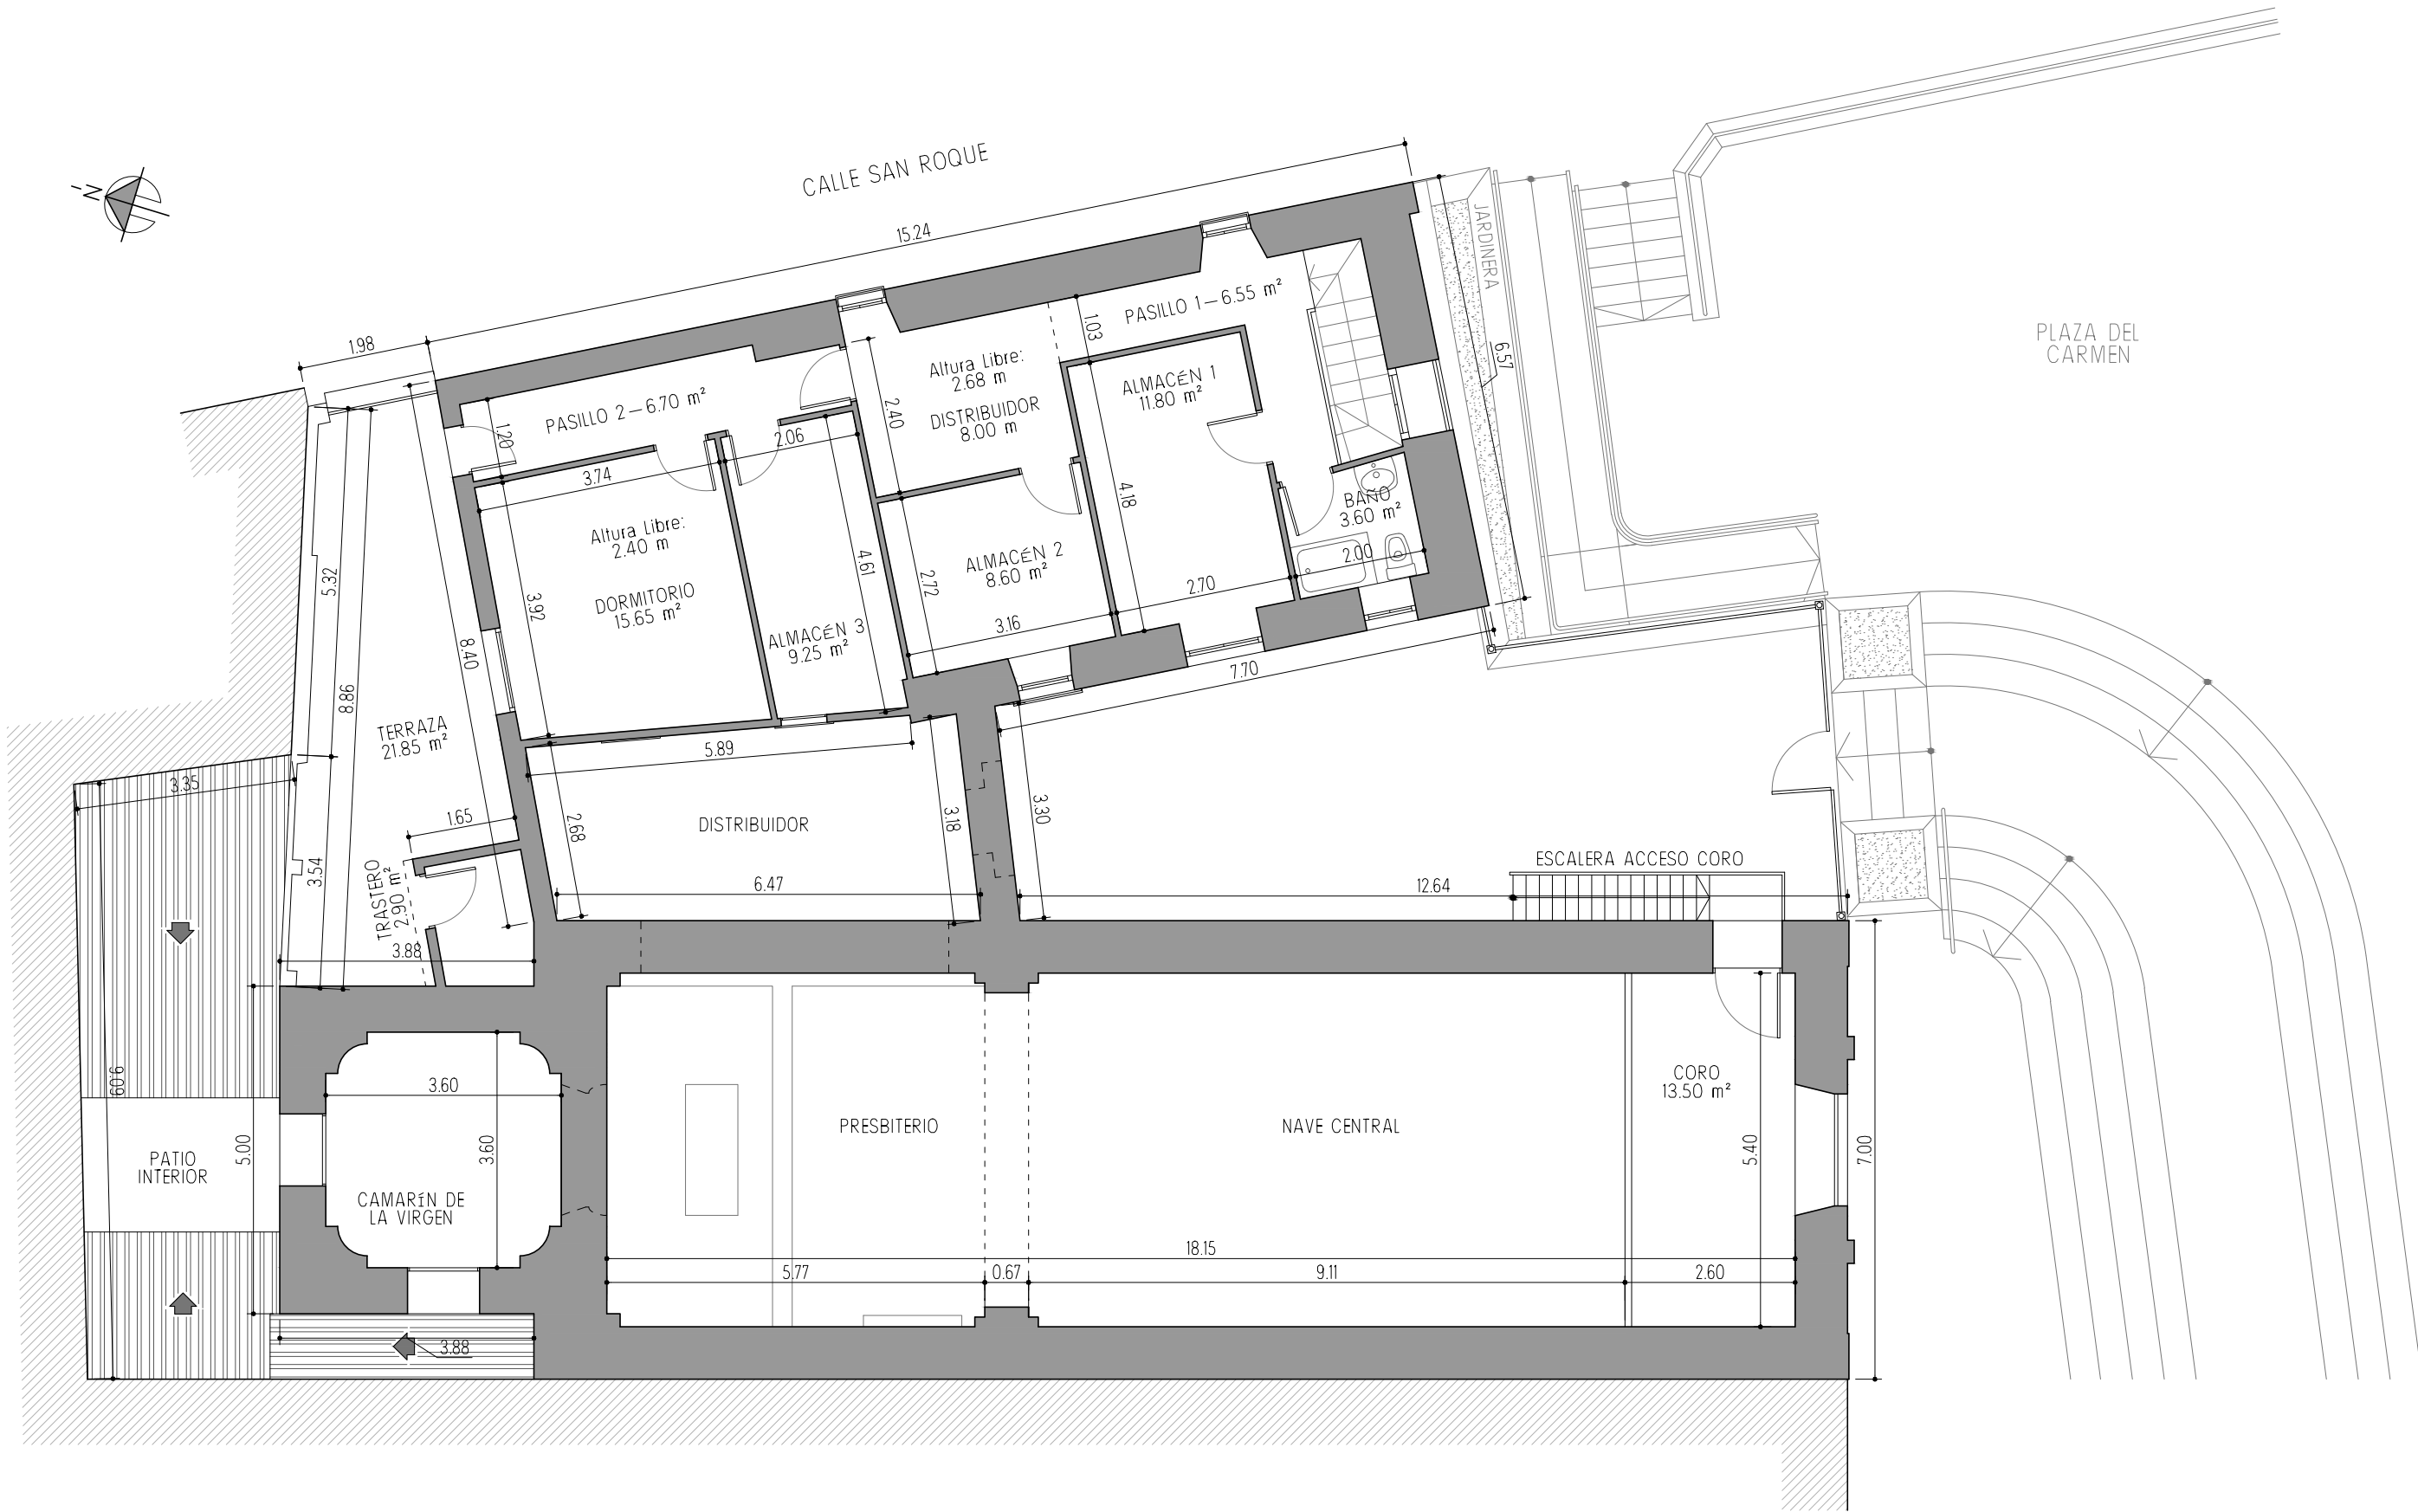 CALLE SAN ROQUE
N
15.24
1.98
JARDINERA
6.57
PLAZA DEL
CARMEN
PASILLO 1-6.55 m²
1.03
Altura Libre:
2.68 m
DISTRIBUIDOR
8.00 m
2.40
ALMACÉN 1
11.80 m²
4.18
PASILLO 2-6.70 m²
1.20
2.06
3.74
Altura Libre:
2.40 m
DORMITORIO
15.65 m²
3.92
ALMACÉN 3
9.25 m²
4.61
ALMACÉN 2
8.60 m²
2.72
3.16
2.70
BAÑO
3.60 m²
2.00
7.70
5.32
8.86
8.40
TERRAZA
21.85 m²
3.35
1.65
3.54
TRASTERO
2.90 m²
3.88
5.89
2.68
DISTRIBUIDOR
3.18
6.47
3.30
ESCALERA ACCESO CORO
12.64
9.09
5.00
PATIO
INTERIOR
3.60
3.60
CAMARÍN DE
LA VIRGEN
3.88
PRESBITERIO
NAVE CENTRAL
CORO
13.50 m²
5.40
7.00
18.15
5.77
0.67
9.11
2.60